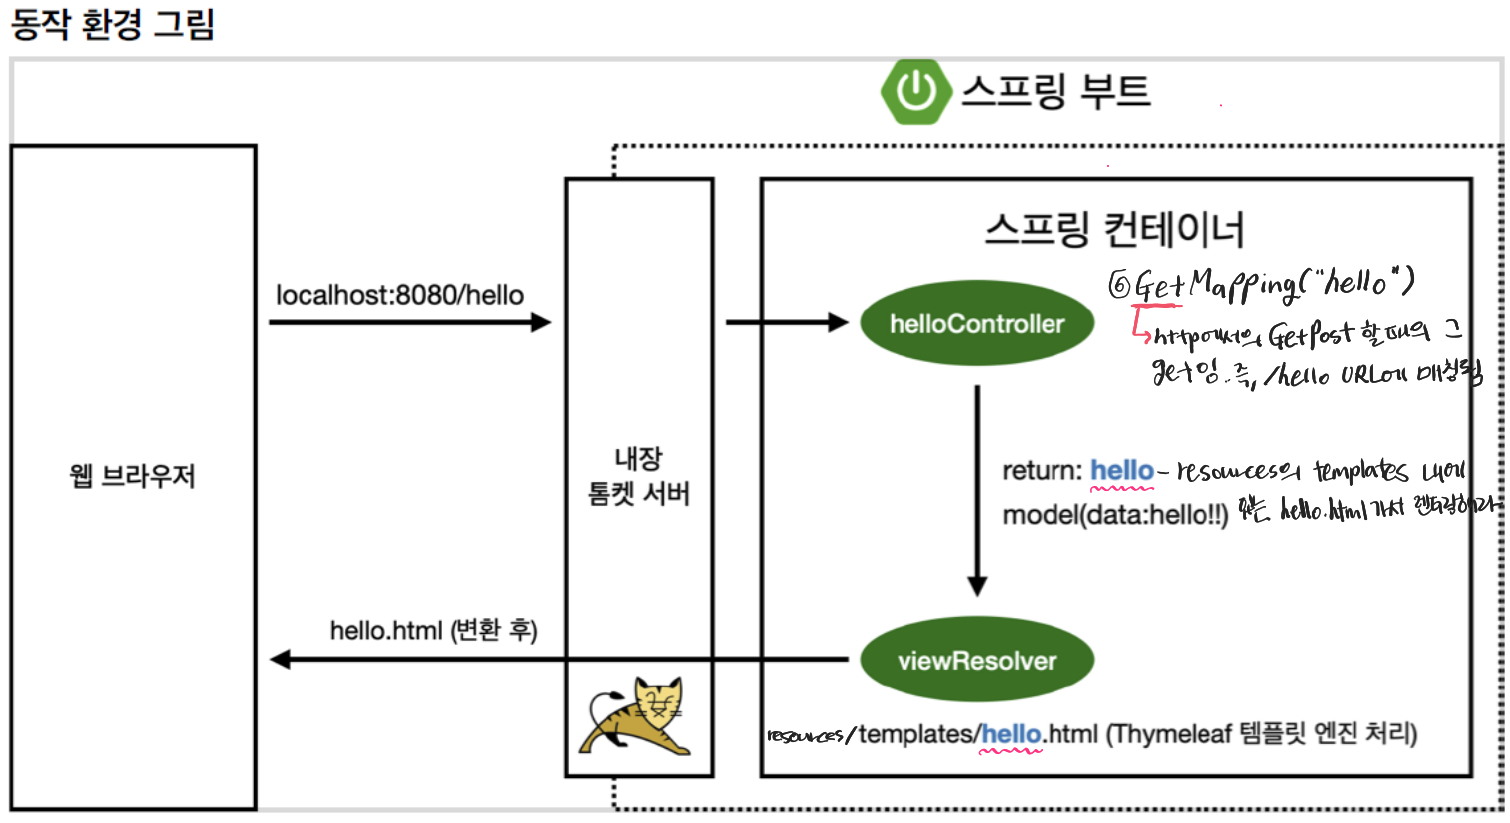 동작 환경 그림
스프링 부트
스프링 컨테이너
localhost:8080/hello
helloController
⑥GetMapping("hello")
http에서의 GetPost 할때의 그
get임.. 즉, /hello URL에 매칭됨
웹 브라우저
내장
톰켓 서버
return: hello - resources의 templates 내에
model(data:hello!!) 있는 hello.html 가서 렌더링해라
hello.html (변환 후)
viewResolver
resources/templates/hello.html (Thymeleaf 템플릿 엔진 처리)